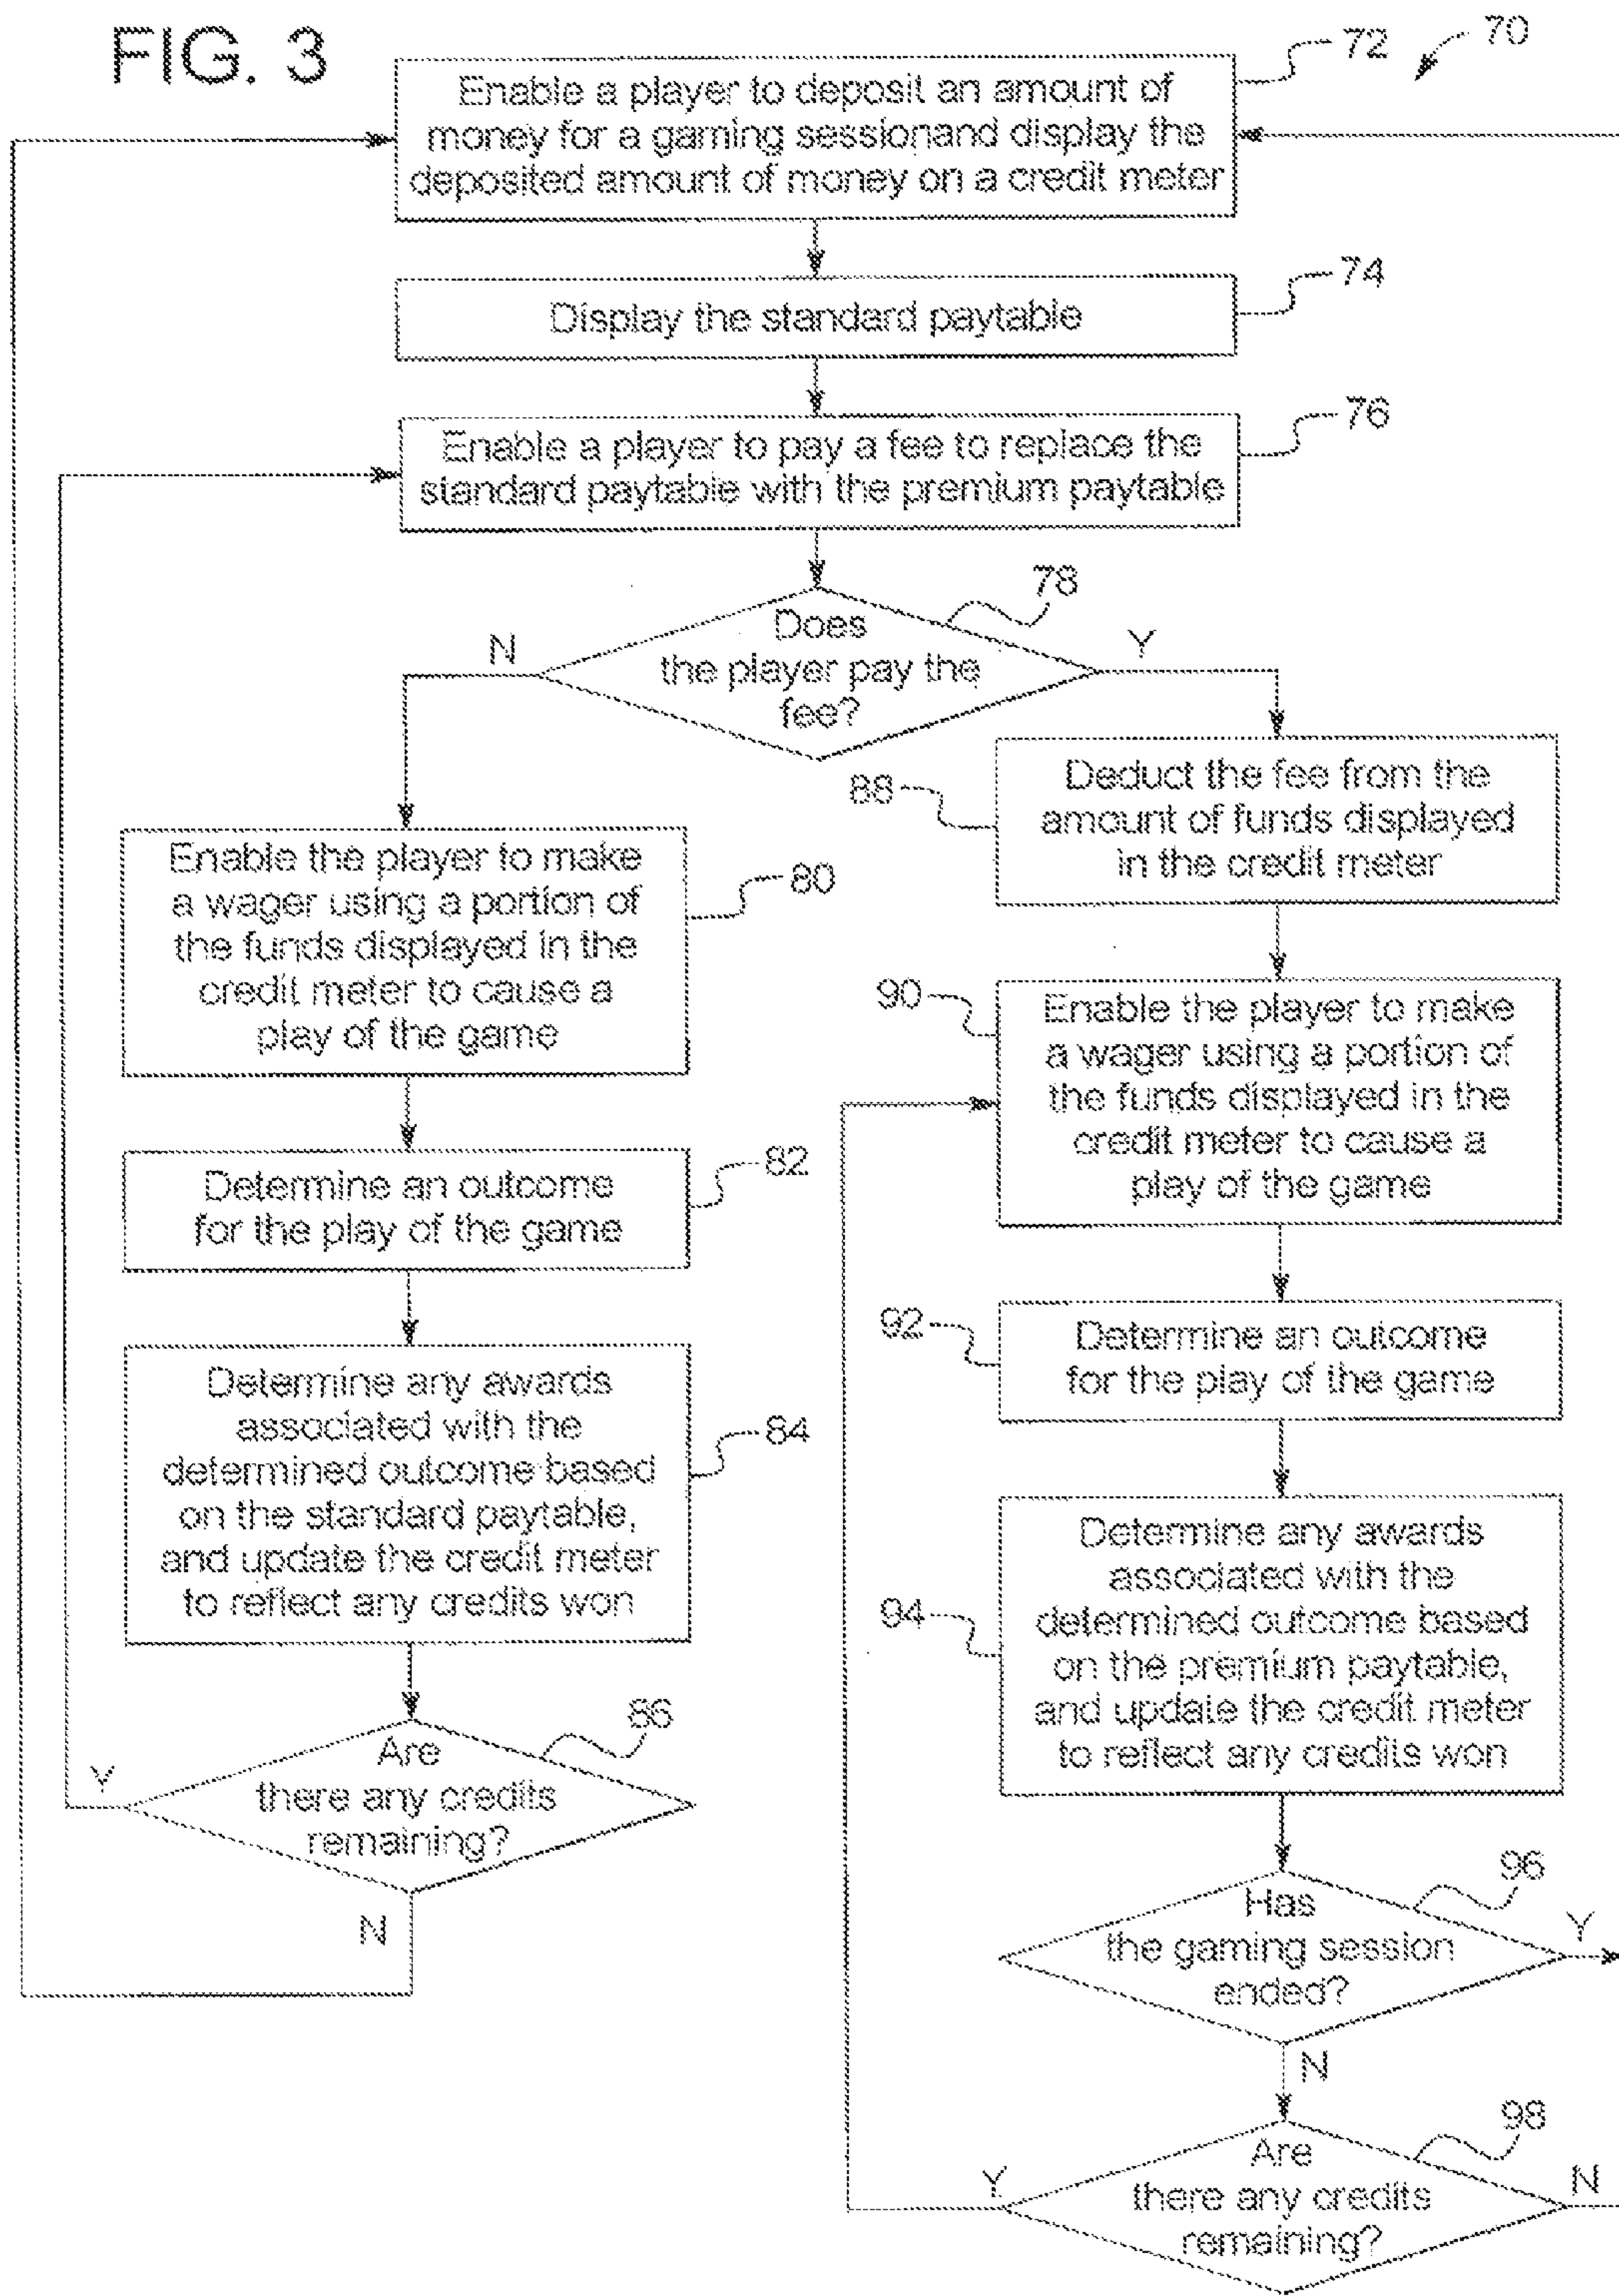 FIG. 3
70
72
Enable a player to deposit an amount of
money for a gaming sessionand display the
deposited amount of money on a credit meter
74
Display the standard paytable
76
Enable a player to pay a fee to replace the
standard paytable with the premium paytable
78
Does
the player pay the
fee?
N
Y
80
Enable the player to make
a wager using a portion of
the funds displayed in the
credit meter to cause a
play of the game
82
Determine an outcome
for the play of the game
84
Determine any awards
associated with the
determined outcome based
on the standard paytable,
and update the credit meter
to reflect any credits won
86
Are
there any credits
remaining?
Y
N
88
Deduct the fee from the
amount of funds displayed
in the credit meter
90
Enable the player to make
a wager using a portion of
the funds displayed in the
credit meter to cause a
play of the game
92
Determine an outcome
for the play of the game
94
Determine any awards
associated with the
determined outcome based
on the premium paytable,
and update the credit meter
to reflect any credits won
96
Has
the gaming session
ended?
Y
N
98
Are
there any credits
remaining?
Y
N